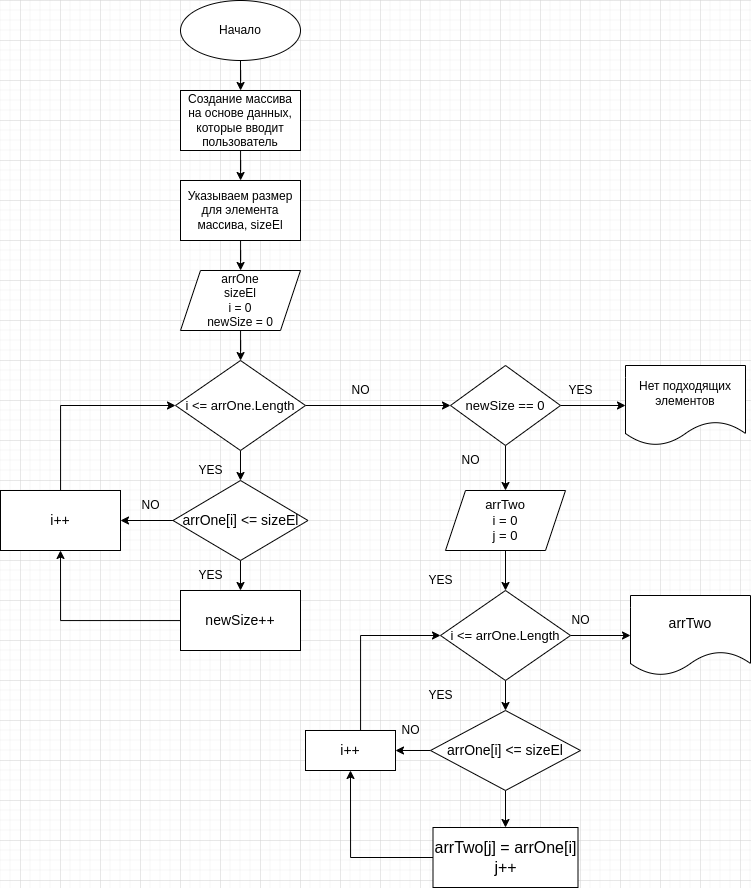 Начало
Создание массива
на основе данных,
которые вводит
пользователь
Указываем размер
для элемента
массива, sizeEl
arrOne
sizeEl
i = 0
newSize = 0
i <= arrOne.Length
NO
newSize == 0
YES
Нет подходящих
элементов
YES
NO
i++
NO
arrOne[i] <= sizeEl
arrTwo
i = 0
j = 0
YES
YES
newSize++
i <= arrOne.Length
NO
arrTwo
YES
NO
i++
arrOne[i] <= sizeEl
arrTwo[j] = arrOne[i]
j++